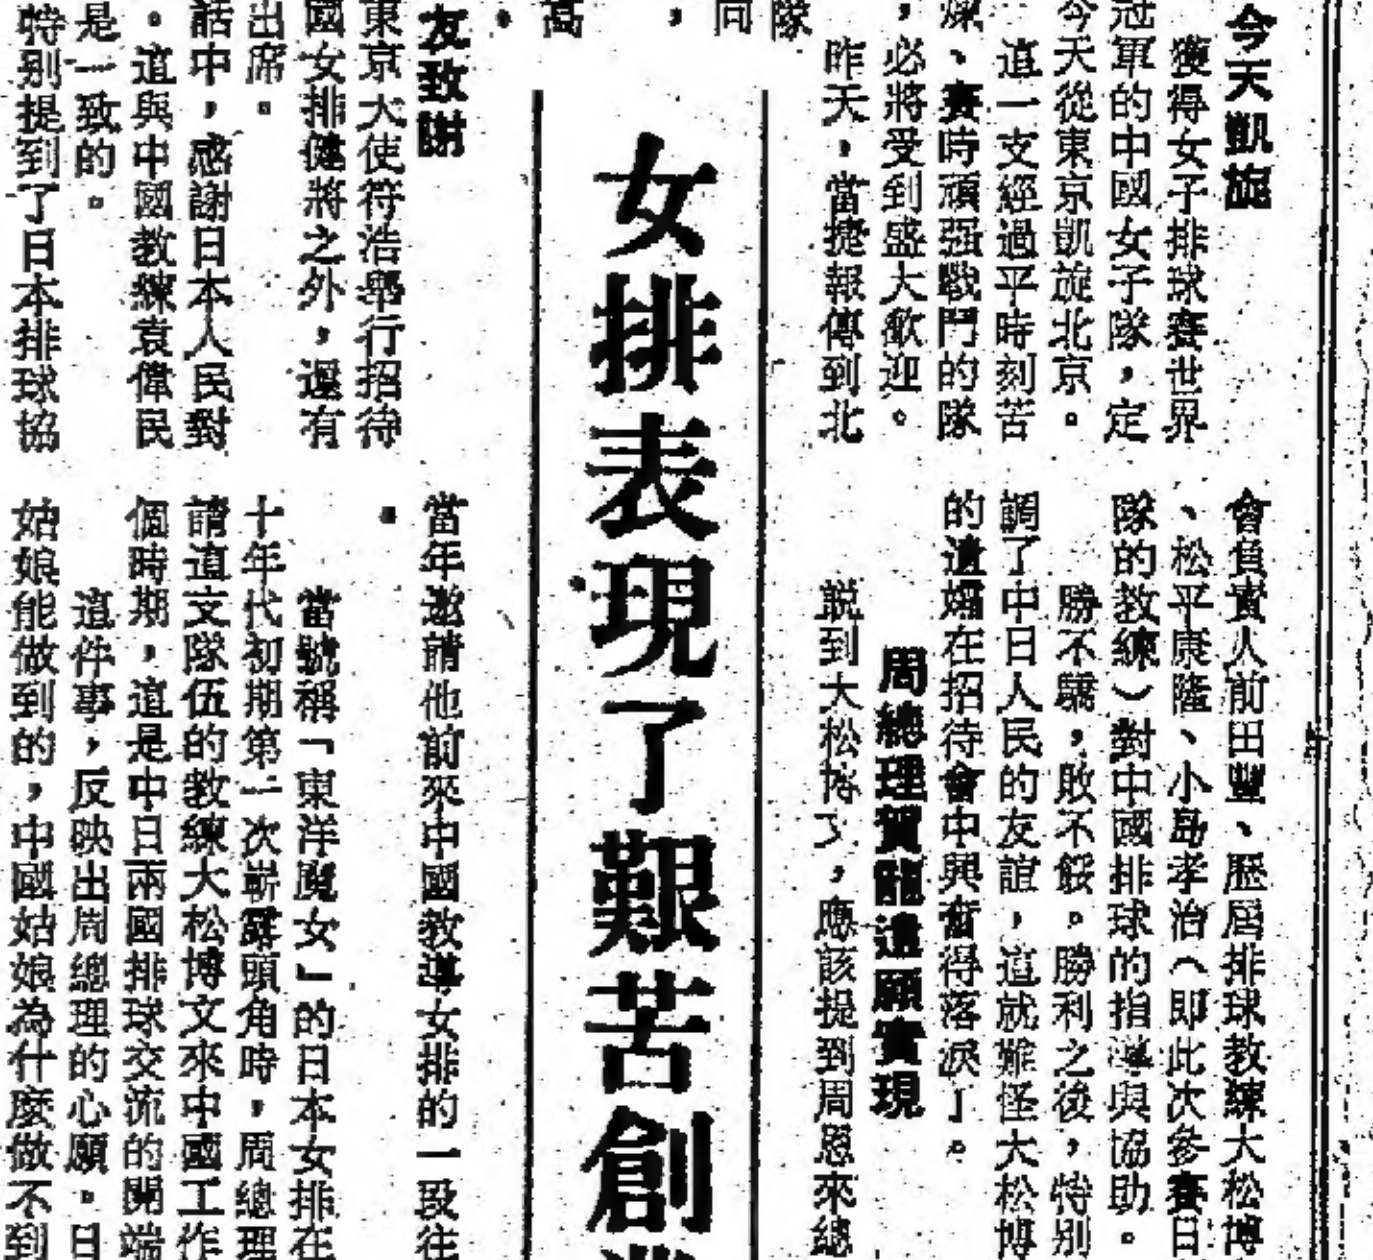 今天凱旋
獲得女子排球賽世界
冠軍的中國女子隊，定
今天從東京凱旋北京。
這一支經過平時刻苦
煉、賽時頑强戰鬥的隊
，必將受到盛大歡迎。
昨天，當捷報傳到北
隊
同，
高。
會負責人前田豐、歷屆排球教練大松博
、松平康隆、小島孝治（即此次參賽日
隊的教練）對中國排球的指導與協助。
勝不驕，敗不餒。勝利之後，特別
調了中日人民的友誼，這就難怪大松博
的遺孀在招待會中興奮得落淚」。
周總理賀龍遺願實現
説到大松博文，應該提到周恩來總
女排表現了艱苦創
友致謝
東京大使符浩舉行招待
國女排健將之外，還有
出席。
話中，感謝日本人民對
。這與中國教練袁偉民
是一致的。
特別提到了日本排球協
當年邀請他前來中國教導女排的一段往
。
當號稱「東洋魔女」的日本女排在
十年代初期第一次嶄露頭角時，周總理
請這支隊伍的教練大松博文來中國工作
個時期，這是中日兩國排球交流的開端
這件事，反映出周總理的心願。日
姑娘能做到的，中國姑娘為什麼做不到